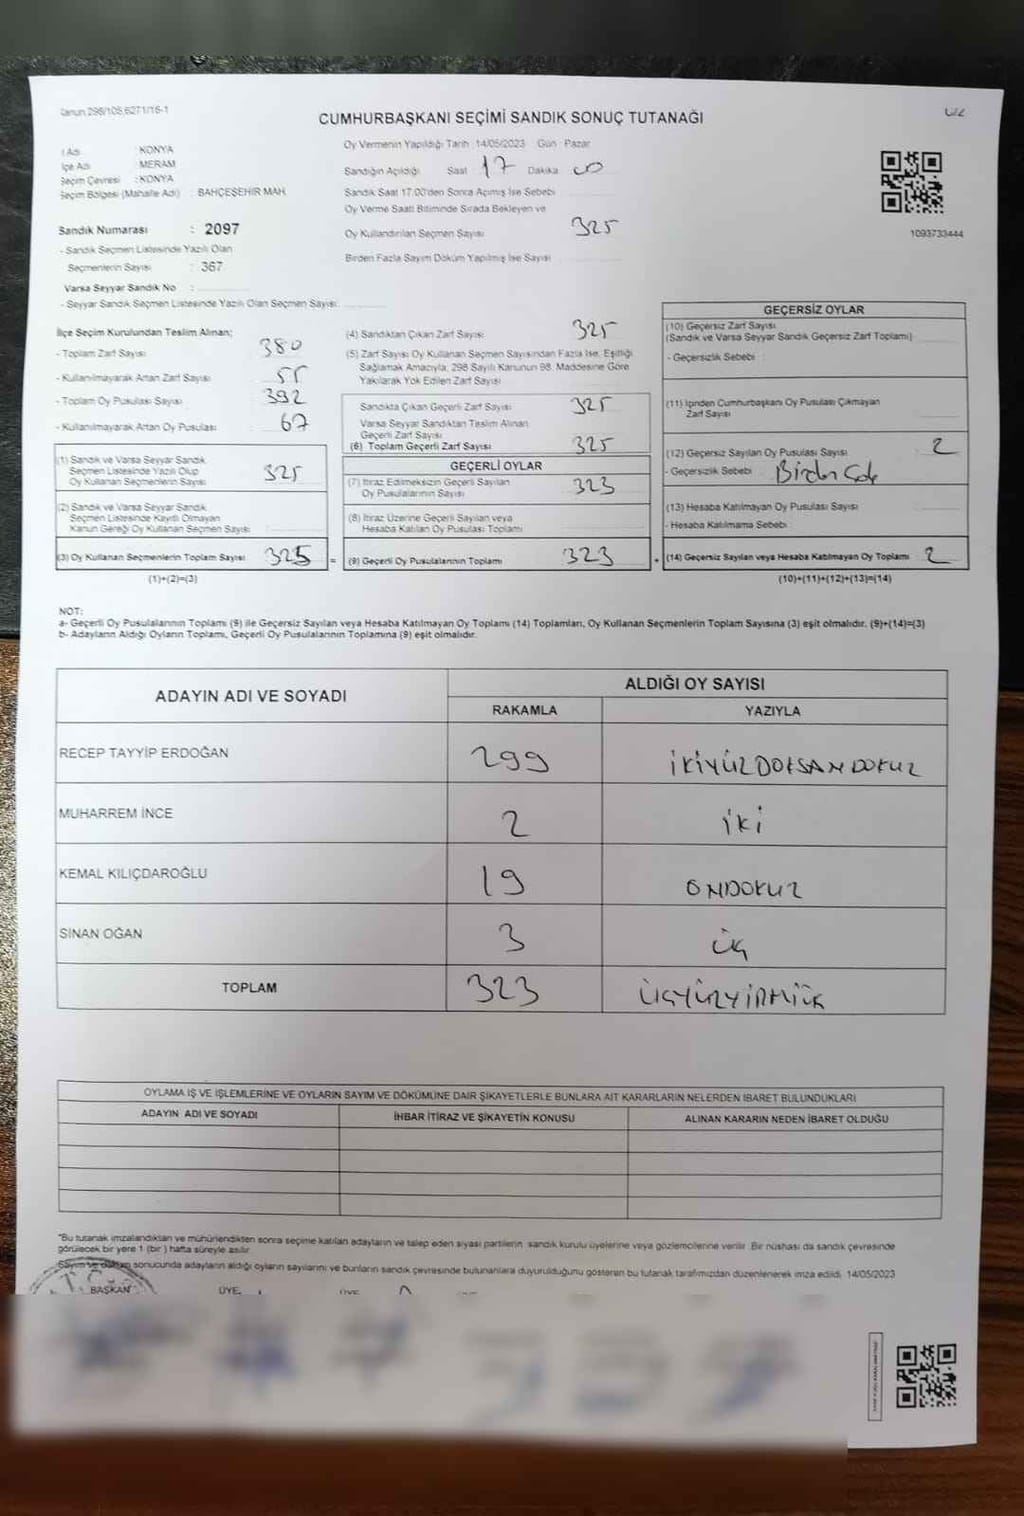 Kanun 298/105,6271/16-1
CUMHURBAŞKANI SEÇİMİ SANDIK SONUÇ TUTANAĞI
Oy Vermenin Yapıldığı Tarih 14/05/2023 Gün Pazar
İl Adı : KONYA
İlçe Adı : MERAM
Seçim Çevresi : KONYA
Seçim Bölgesi (Mahalle Adı) : BAHÇEŞEHİR MAH.
Sandık Numarası : 2097
- Sandık Seçmen Listesinde Yazılı Olan
Seçmenlerin Sayısı : 367
Varsa Seyyar Sandık No :
- Seyyar Sandık Seçmen Listesinde Yazılı Olan Seçmen Sayısı:
Sandığın Açıldığı Saat 17 Dakika 00
Sandık Saat 17.00'den Sonra Açılmış İse Sebebi
Oy Verme Saati Bitiminde Sırada Bekleyen ve
Oy Kullandırılan Seçmen Sayısı 325
Birden Fazla Sayım Döküm Yapılmış İse Sayısı
1093733444
İlçe Seçim Kurulundan Teslim Alınan;
- Toplam Zarf Sayısı : 380
- Kullanılmayarak Artan Zarf Sayısı : 55
- Toplam Oy Pusulası Sayısı : 392
- Kullanılmayarak Artan Oy Pusulası : 67
(1) Sandık ve Varsa Seyyar Sandık
Seçmen Listesinde Yazılı Olup
Oy Kullanan Seçmenlerin Sayısı 325
(2) Sandık ve Varsa Seyyar Sandık
Seçmen Listesinde Kayıtlı Olmayan
Kanun Gereği Oy Kullanan Seçmen Sayısı
(3) Oy Kullanan Seçmenlerin Toplam Sayısı 325 =
(1)+(2)=(3)
(4) Sandıktan Çıkan Zarf Sayısı 325
(5) Zarf Sayısı Oy Kullanan Seçmen Sayısından Fazla İse, Eşitliği
Sağlamak Amacıyla, 298 Sayılı Kanunun 98. Maddesine Göre
Yakılarak Yok Edilen Zarf Sayısı
Sandıkta Çıkan Geçerli Zarf Sayısı 325
Varsa Seyyar Sandıktan Teslim Alınan
Geçerli Zarf Sayısı
(6) Toplam Geçerli Zarf Sayısı 325
GEÇERLİ OYLAR
(7) İtiraz Edilmeksizin Geçerli Sayılan
Oy Pusulalarının Sayısı 323
(8) İtiraz Üzerine Geçerli Sayılan veya
Hesaba Katılan Oy Pusulası Toplamı
(9) Geçerli Oy Pusulalarının Toplamı 323 +
GEÇERSİZ OYLAR
(10) Geçersiz Zarf Sayısı
(Sandık ve Varsa Seyyar Sandık Geçersiz Zarf Toplamı)
- Geçersizlik Sebebi :
(11) İçinden Cumhurbaşkanı Oy Pusulası Çıkmayan
Zarf Sayısı
(12) Geçersiz Sayılan Oy Pusulası Sayısı 2
- Geçersizlik Sebebi :
(13) Hesaba Katılmayan Oy Pusulası Sayısı
- Hesaba Katılmama Sebebi
(14) Geçersiz Sayılan veya Hesaba Katılmayan Oy Toplamı 2
(10)+(11)+(12)+(13)=(14)
NOT:
a- Geçerli Oy Pusulalarının Toplamı (9) ile Geçersiz Sayılan veya Hesaba Katılmayan Oy Toplamı (14) Toplamları, Oy Kullanan Seçmenlerin Toplam Sayısına (3) eşit olmalıdır. (9)+(14)=(3)
b- Adayların Aldığı Oyların Toplamı, Geçerli Oy Pusulalarının Toplamına (9) eşit olmalıdır.
ADAYIN ADI VE SOYADI ALDIĞI OY SAYISI
RAKAMLA YAZIYLA
RECEP TAYYİP ERDOĞAN 299 İKİYÜZDOKSANDOKUZ
MUHARREM İNCE 2 İKİ
KEMAL KILIÇDAROĞLU 19 ONDOKUZ
SİNAN OĞAN 3 ÜÇ
TOPLAM 323 ÜÇYÜZYİRMİÜÇ
OYLAMA İŞ VE İŞLEMLERİNE VE OYLARIN SAYIM VE DÖKÜMÜNE DAİR ŞİKAYETLERLE BUNLARA AİT KARARLARIN NELERDEN İBARET BULUNDUKLARI
ADAYIN ADI VE SOYADI İHBAR İTİRAZ VE ŞİKAYETİN KONUSU ALINAN KARARIN NEDEN İBARET OLDUĞU
*Bu tutanak imzalandıktan ve mühürlendikten sonra seçime katılan adayların ve talep eden siyasi partilerin sandık kurulu üyelerine veya gözlemcilerine verilir. Bir nüshası da sandık çevresinde
görülecek bir yere 1 (bir ) hafta süreyle asılır.
Sayım ve döküm sonucunda adayların aldığı oyların sayılarını ve bunların sandık çevresinde bulunanlara duyurulduğunu gösteren bu tutanak tarafımızdan düzenlenerek imza edildi. 14/05/2023
BAŞKAN ÜYE ÜYE